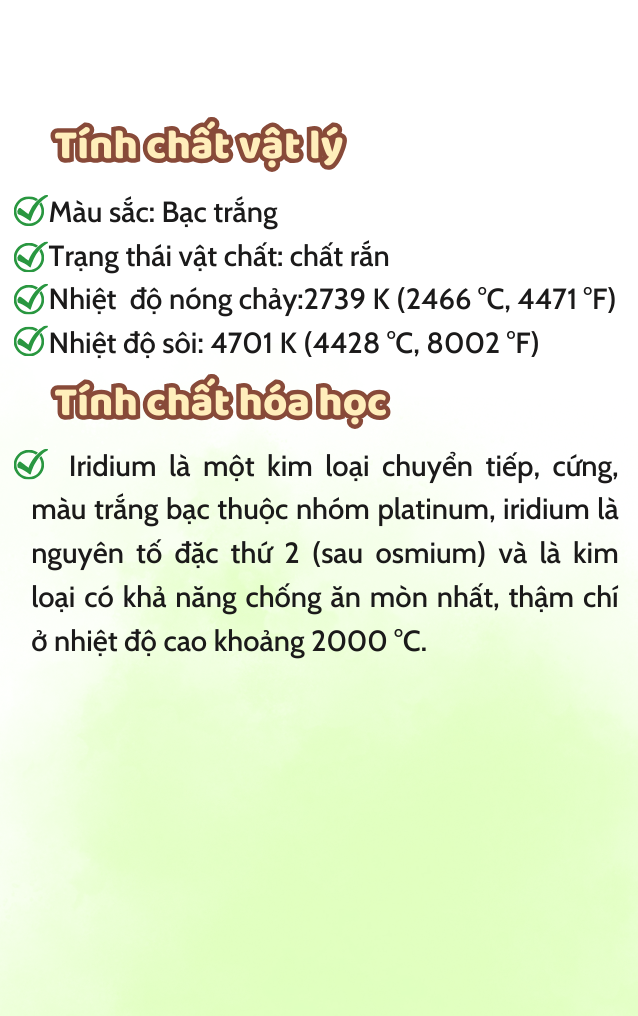 Tính chất vật lý
Màu sắc: Bạc trắng
Trạng thái vật chất: chất rắn
Nhiệt độ nóng chảy:2739 K (2466 °C, 4471 °F)
Nhiệt độ sôi: 4701 K (4428 °C, 8002 °F)
Tính chất hóa học
Iridium là một kim loại chuyển tiếp, cứng,
màu trắng bạc thuộc nhóm platinum, iridium là
nguyên tố đặc thứ 2 (sau osmium) và là kim
loại có khả năng chống ăn mòn nhất, thậm chí
ở nhiệt độ cao khoảng 2000 °C.